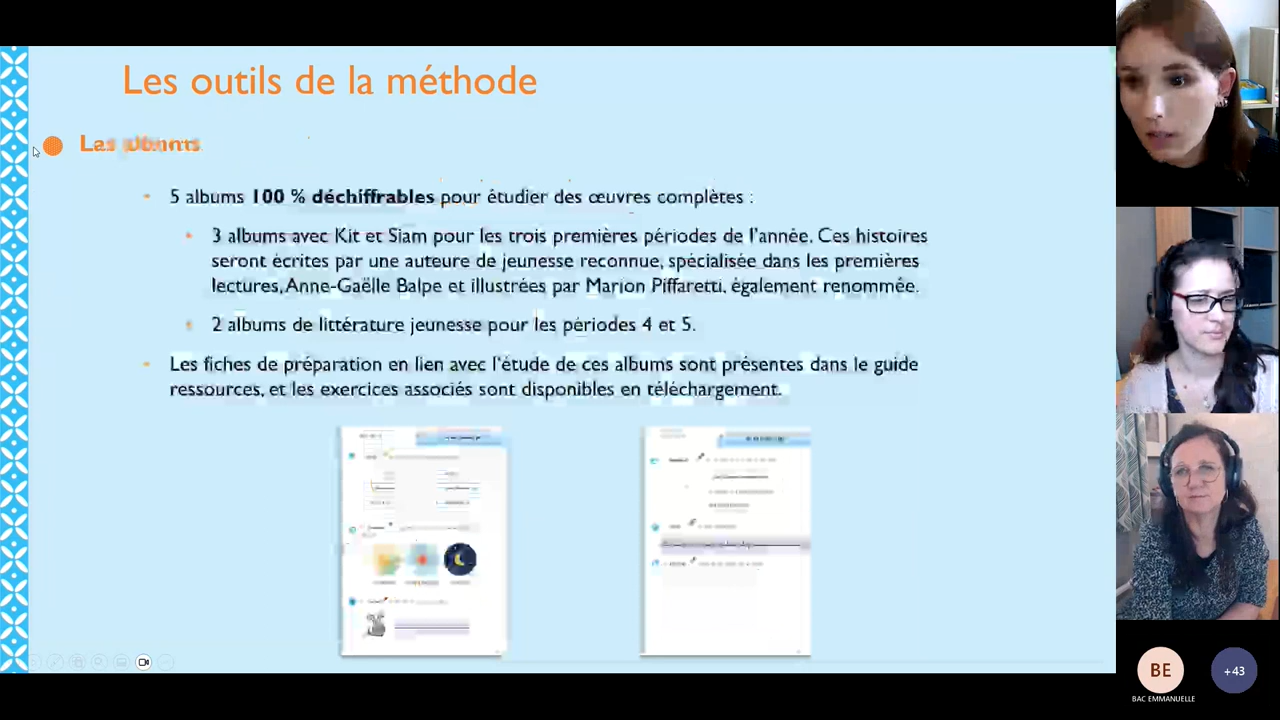 Les outils de la méthode
Les albums
5 albums 100 % déchiffrables pour étudier des œuvres complètes :
3 albums avec Kit et Siam pour les trois premières périodes de l'année. Ces histoires
seront écrites par une auteure de jeunesse reconnue, spécialisée dans les premières
lectures, Anne-Gaëlle Balpe et illustrées par Marion Piffaretti, également renommée.
2 albums de littérature jeunesse pour les périodes 4 et 5.
Les fiches de préparation en lien avec l'étude de ces albums sont présentes dans le guide
ressources, et les exercices associés sont disponibles en téléchargement.
BE
+43
BAC EMMANUELLE